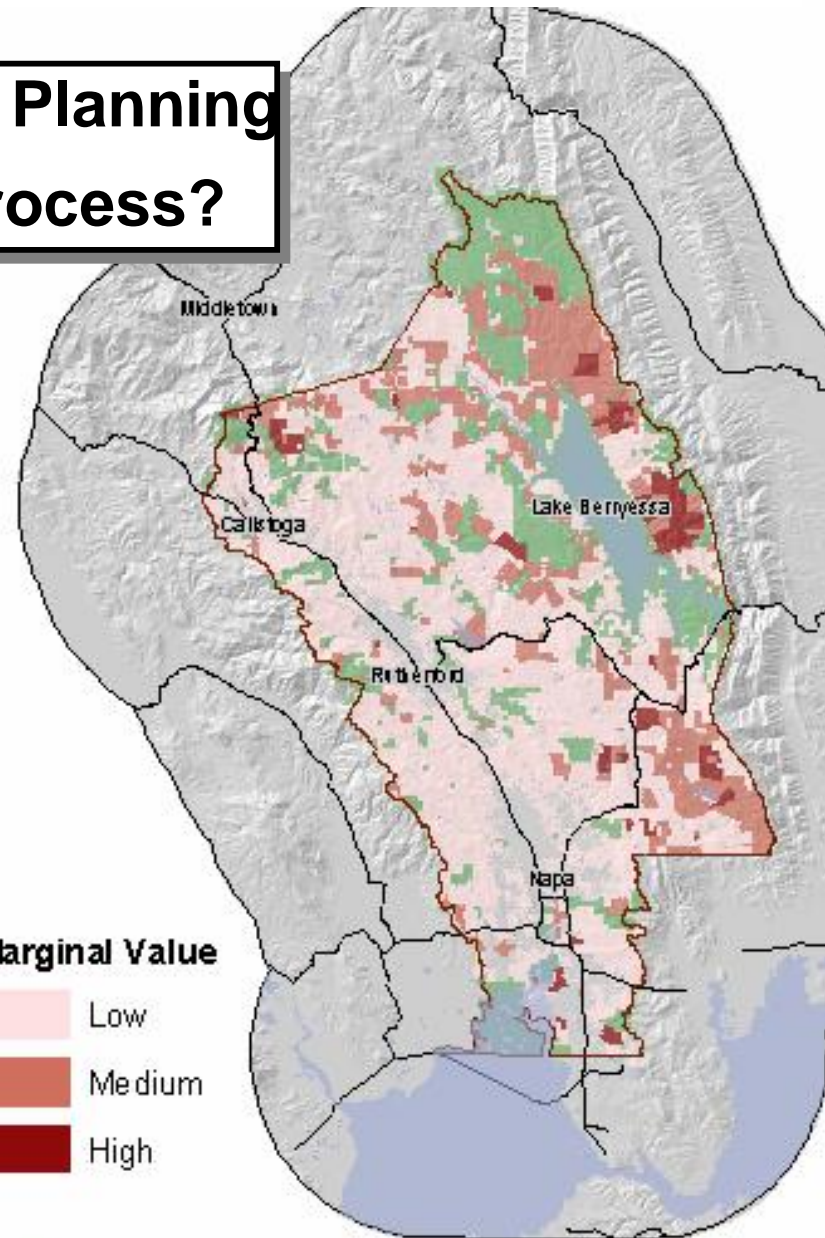 Planning
rocess?
Middletown
Calistoga
Lake Berryessa
Rutherford
Napa
arginal Value
Low
Medium
High